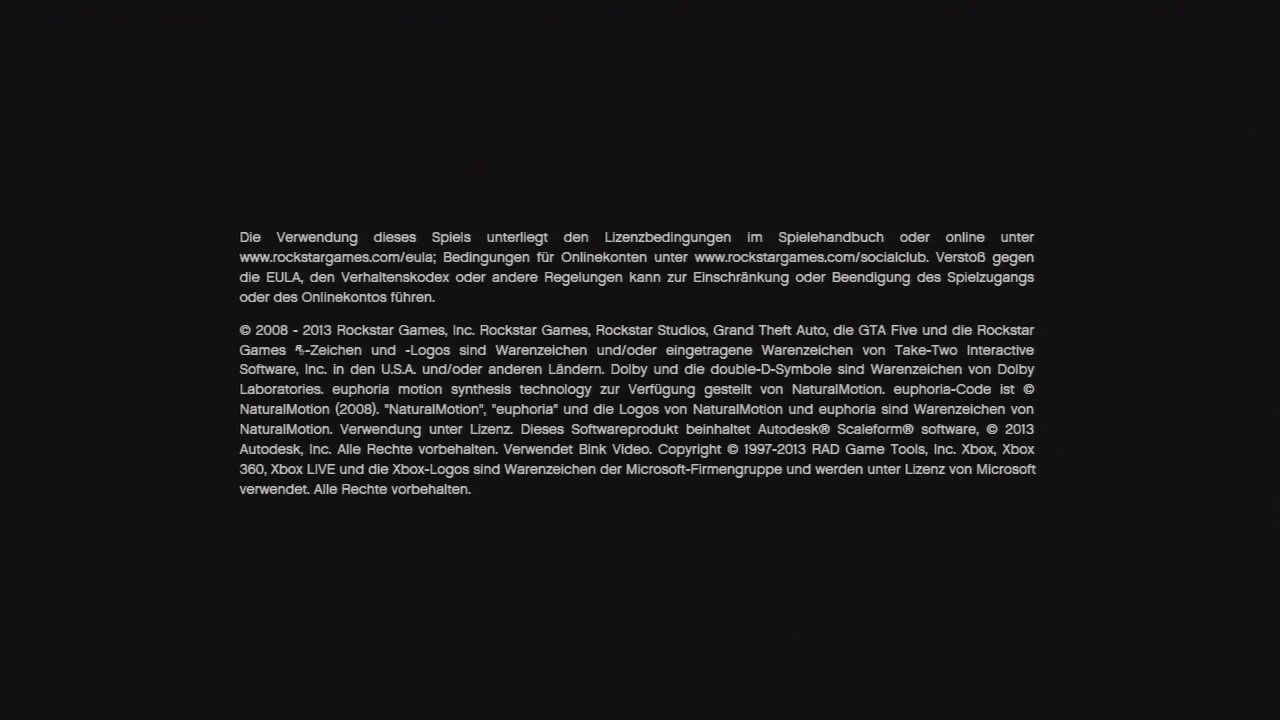 Die Verwendung dieses Spiels unterliegt den Lizenzbedingungen im Spielehandbuch oder online unter
www.rockstargames.com/eula; Bedingungen für Onlinekonten unter www.rockstargames.com/socialclub. Verstoß gegen
die EULA, den Verhaltenskodex oder andere Regelungen kann zur Einschränkung oder Beendigung des Spielzugangs
oder des Onlinekontos führen.
© 2008 - 2013 Rockstar Games, Inc. Rockstar Games, Rockstar Studios, Grand Theft Auto, die GTA Five und die Rockstar
Games R*-Zeichen und -Logos sind Warenzeichen und/oder eingetragene Warenzeichen von Take-Two Interactive
Software, Inc. in den U.S.A. und/oder anderen Ländern. Dolby und die double-D-Symbole sind Warenzeichen von Dolby
Laboratories. euphoria motion synthesis technology zur Verfügung gestellt von NaturalMotion. euphoria-Code ist ©
NaturalMotion (2008). "NaturalMotion", "euphoria" und die Logos von NaturalMotion und euphoria sind Warenzeichen von
NaturalMotion. Verwendung unter Lizenz. Dieses Softwareprodukt beinhaltet Autodesk® Scaleform® software, © 2013
Autodesk, Inc. Alle Rechte vorbehalten. Verwendet Bink Video. Copyright © 1997-2013 RAD Game Tools, Inc. Xbox, Xbox
360, Xbox LIVE und die Xbox-Logos sind Warenzeichen der Microsoft-Firmengruppe und werden unter Lizenz von Microsoft
verwendet. Alle Rechte vorbehalten.